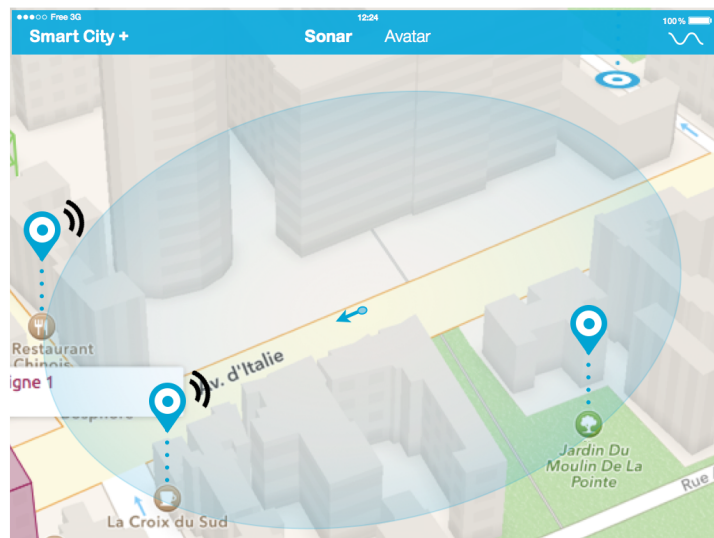 Free 3G
12:24
100 %
Smart City +
Sonar
Avatar
Restaurant
Chinois
igne 1
Av. d'Italie
La Croix du Sud
Jardin Du
Moulin De La
Pointe
Rue